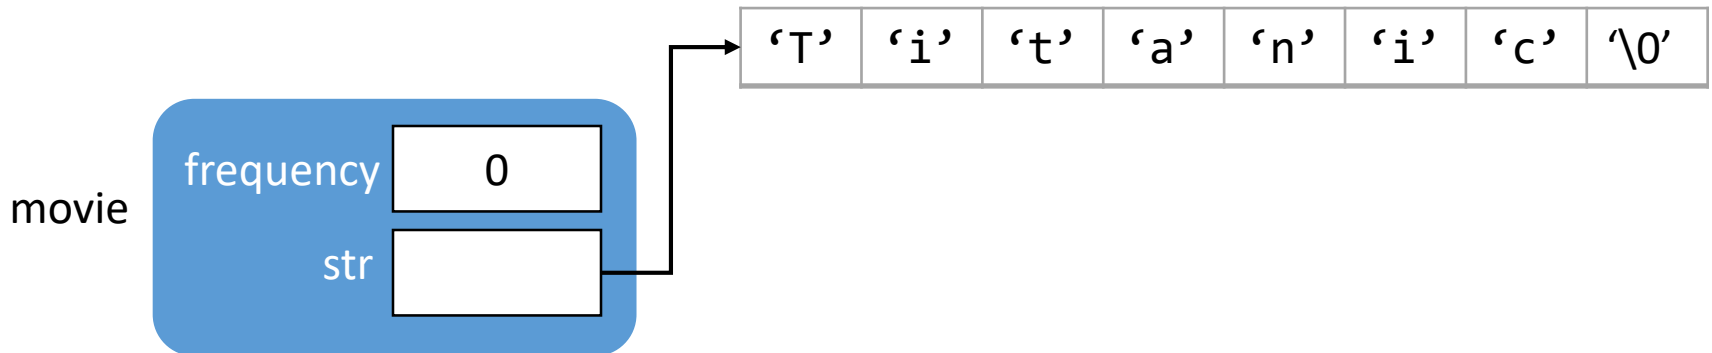 ‘T’ ‘i’ ‘t’ ‘a’ ‘n’ ‘i’ ‘c’ ‘\0’
frequency 0
movie
str